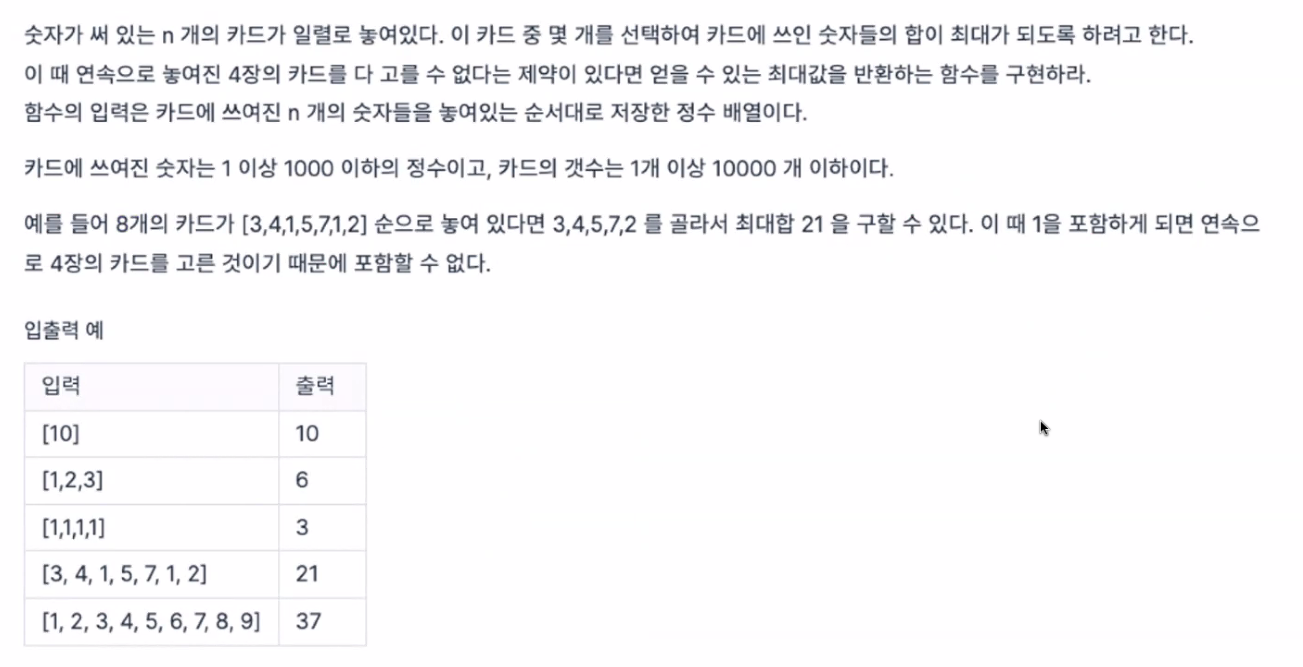 숫자가 써 있는 n 개의 카드가 일렬로 놓여있다. 이 카드 중 몇 개를 선택하여 카드에 쓰인 숫자들의 합이 최대가 되도록 하려고 한다.
이 때 연속으로 놓여진 4장의 카드를 다 고를 수 없다는 제약이 있다면 얻을 수 있는 최대값을 반환하는 함수를 구현하라.
함수의 입력은 카드에 쓰여진 n 개의 숫자들을 놓여있는 순서대로 저장한 정수 배열이다.
카드에 쓰여진 숫자는 1 이상 1000 이하의 정수이고, 카드의 갯수는 1개 이상 10000 개 이하이다.
예를 들어 8개의 카드가 [3,4,1,5,7,1,2] 순으로 놓여 있다면 3,4,5,7,2 를 골라서 최대합 21 을 구할 수 있다. 이 때 1을 포함하게 되면 연속으
로 4장의 카드를 고른 것이기 때문에 포함할 수 없다.
입출력 예
입력 출력
[10] 10
[1,2,3] 6
[1,1,1,1] 3
[3, 4, 1, 5, 7, 1, 2] 21
[1, 2, 3, 4, 5, 6, 7, 8, 9] 37